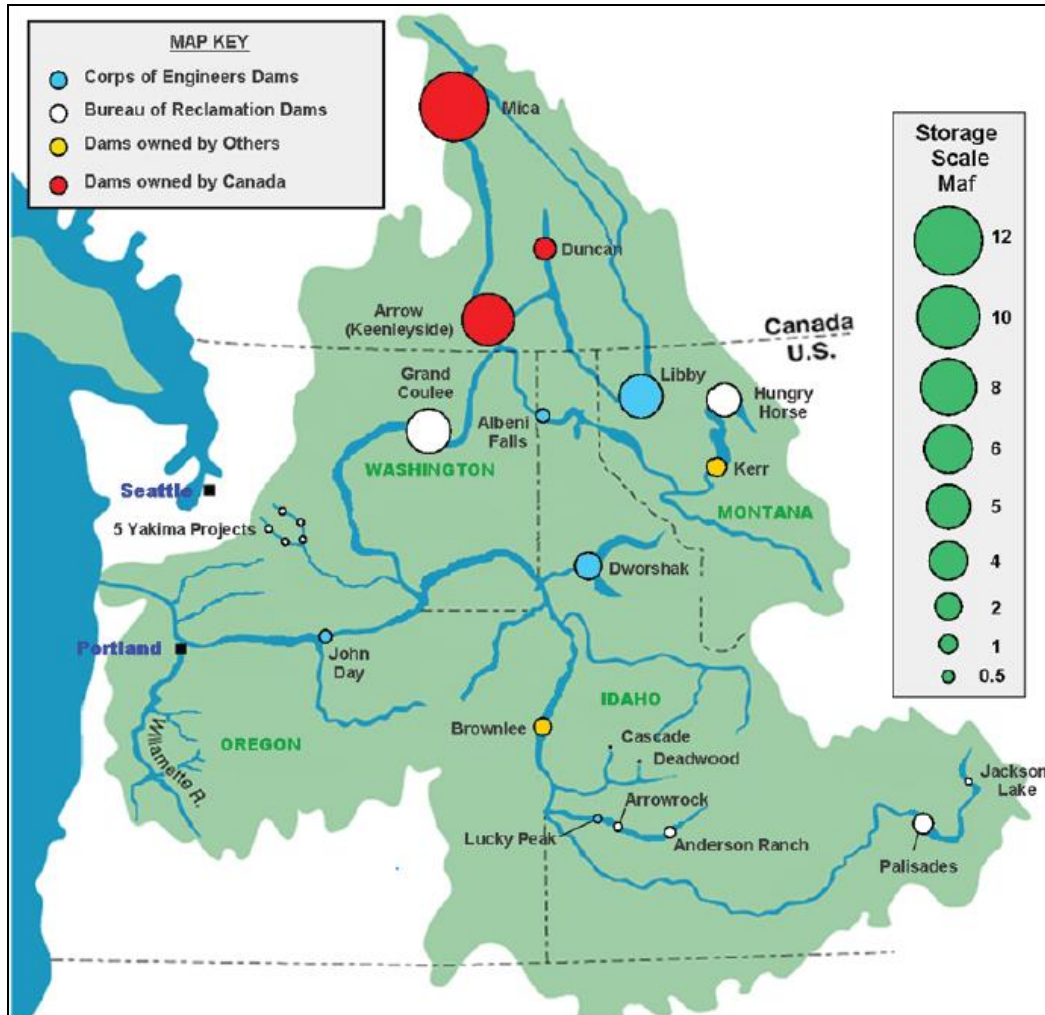 MAP KEY
Corps of Engineers Dams
Bureau of Reclamation Dams
Dams owned by Others
Dams owned by Canada
Mica
Storage
Scale
Maf
12
10
8
6
5
4
2
1
0.5
Duncan
Arrow
(Keenleyside)
Canada
U.S.
Grand
Coulee
Libby
Hungry
Horse
Albeni
Falls
WASHINGTON
Kerr
Seattle
MONTANA
5 Yakima Projects
Dworshak
Portland
John
Day
IDAHO
Brownlee
Cascade
OREGON
Deadwood
Willamette R.
Jackson
Lake
Arrowrock
Lucky Peak
Anderson Ranch
Palisades